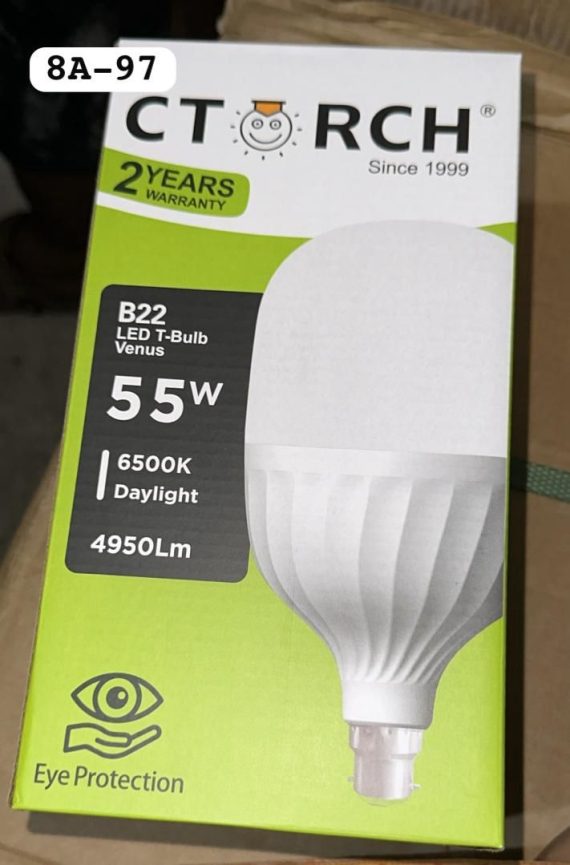 8A-97
CTORCH®
Since 1999
2 YEARS
WARRANTY
B22
LED T-Bulb
Venus
55W
6500K
Daylight
4950Lm
Eye Protection